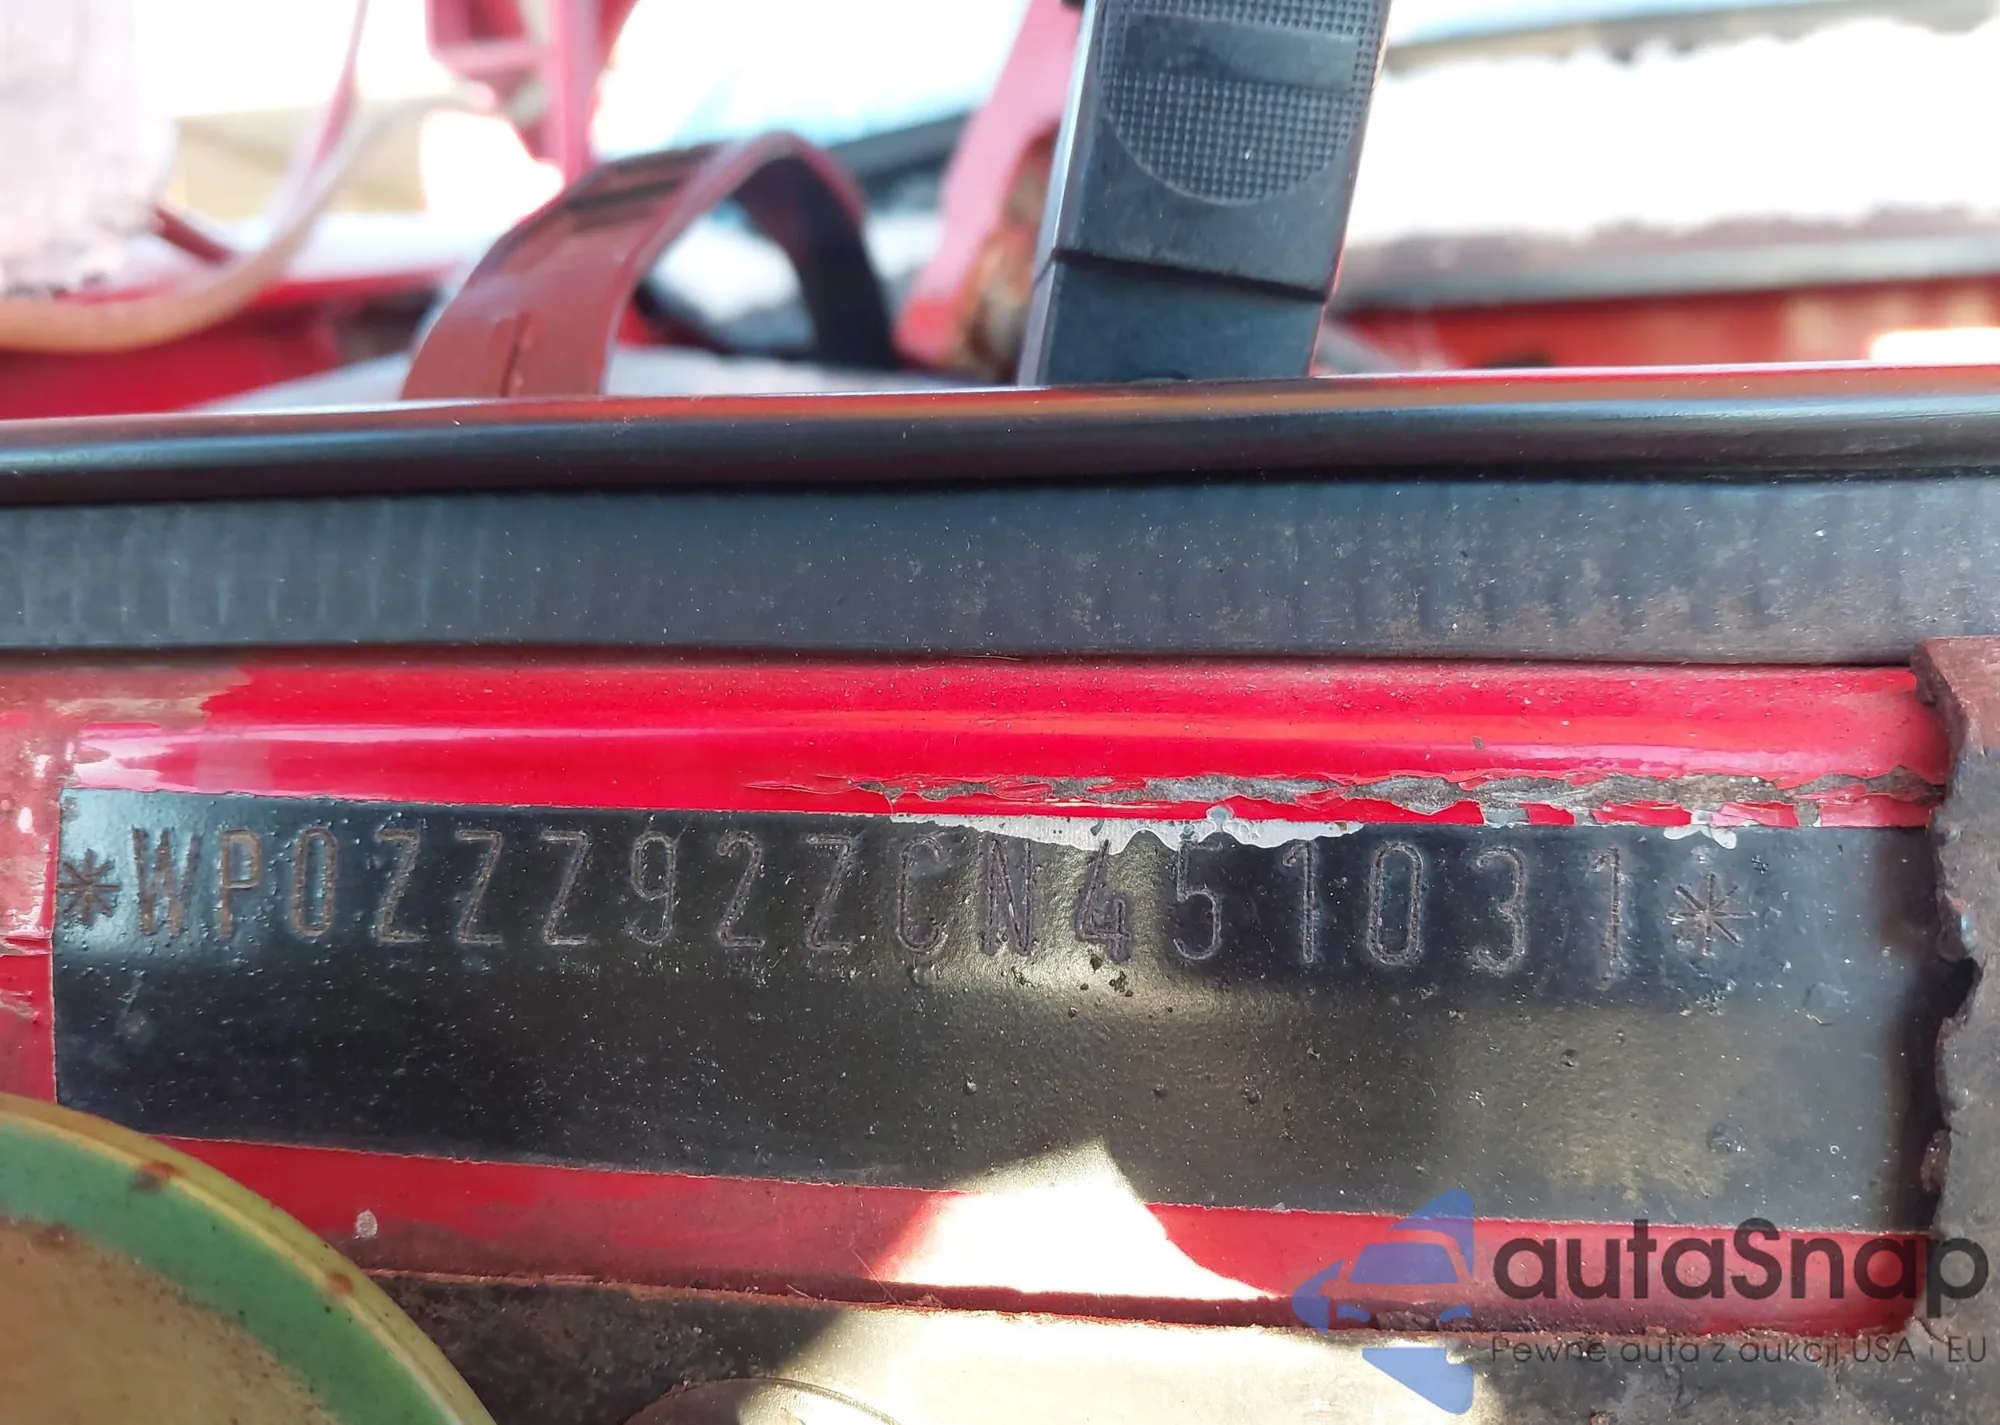 *WP0ZZZ92ZCN451031*
autaSnap
Pewne auta z aukcji USA i EU